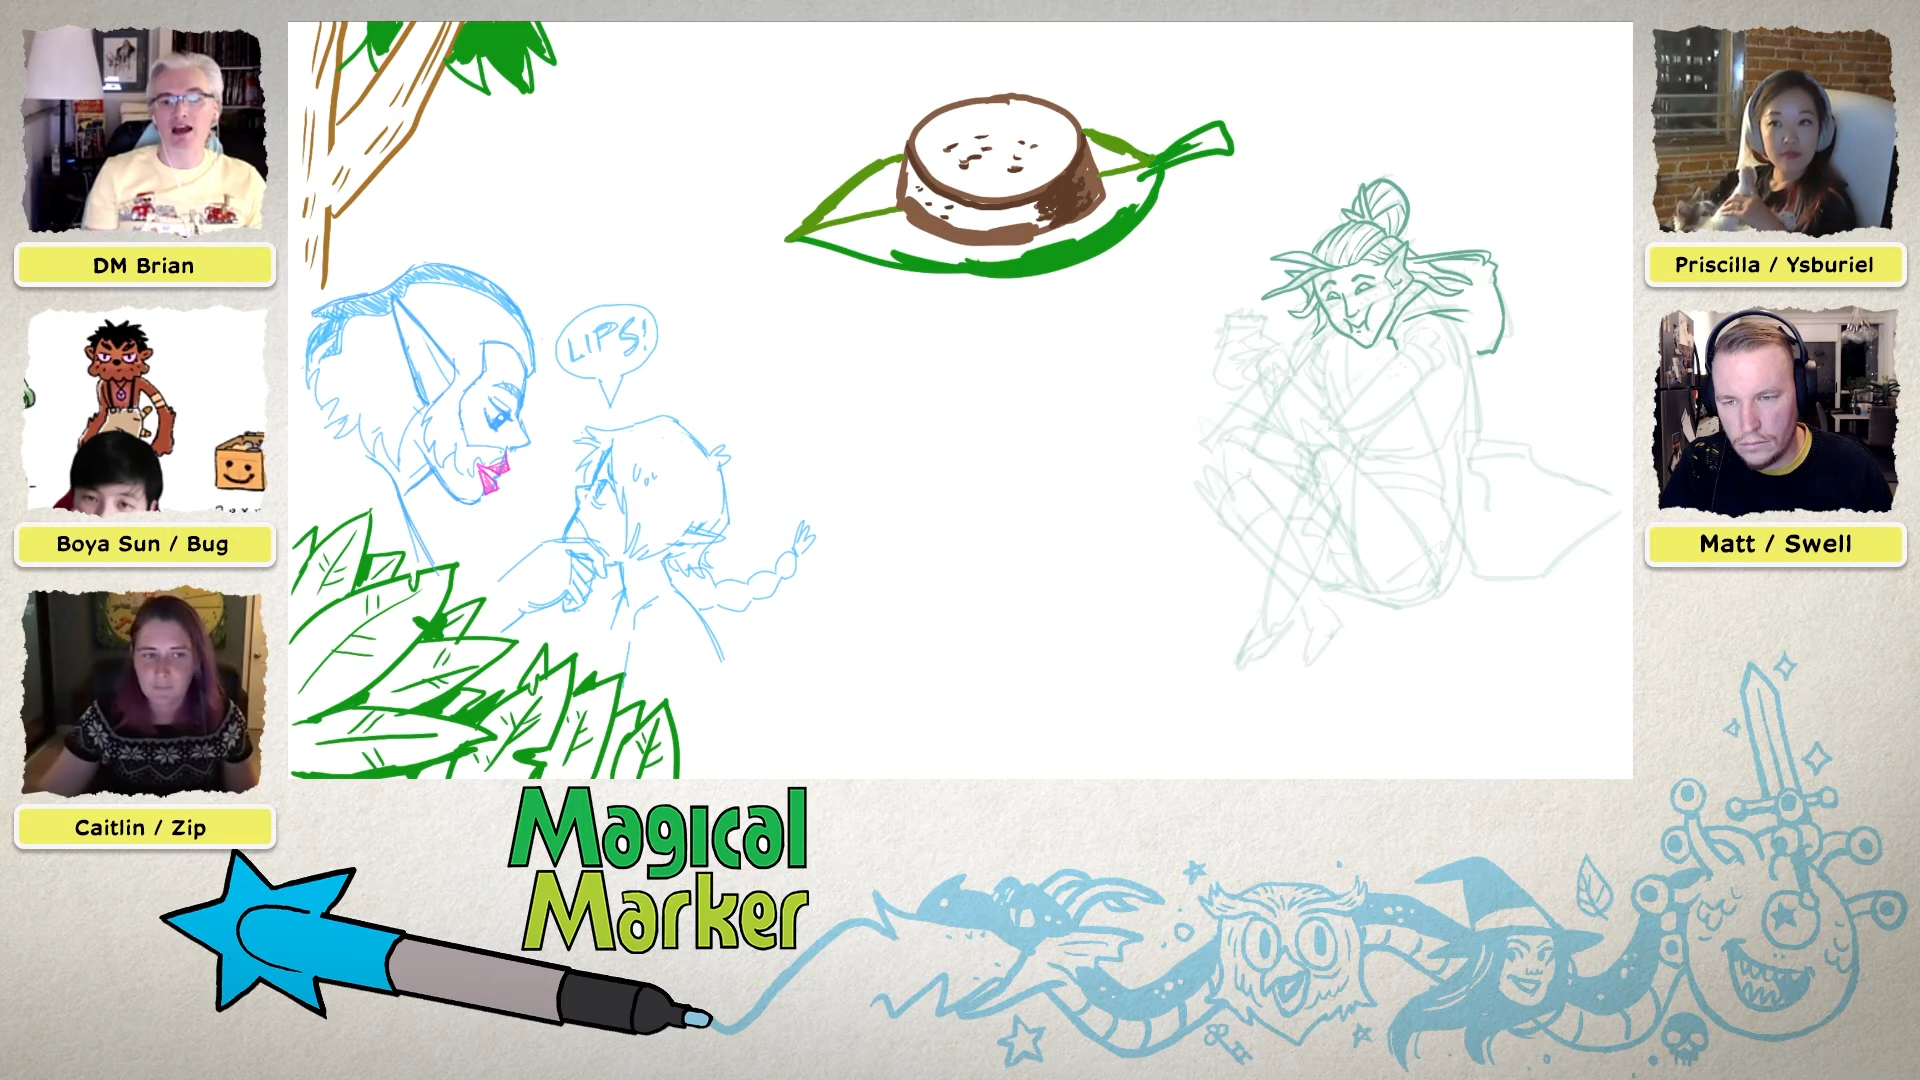 DM Brian
Boya Sun / Bug
Caitlin / Zip
LIPS!
Priscilla / Ysburiel
Matt / Swell
Magical
Marker